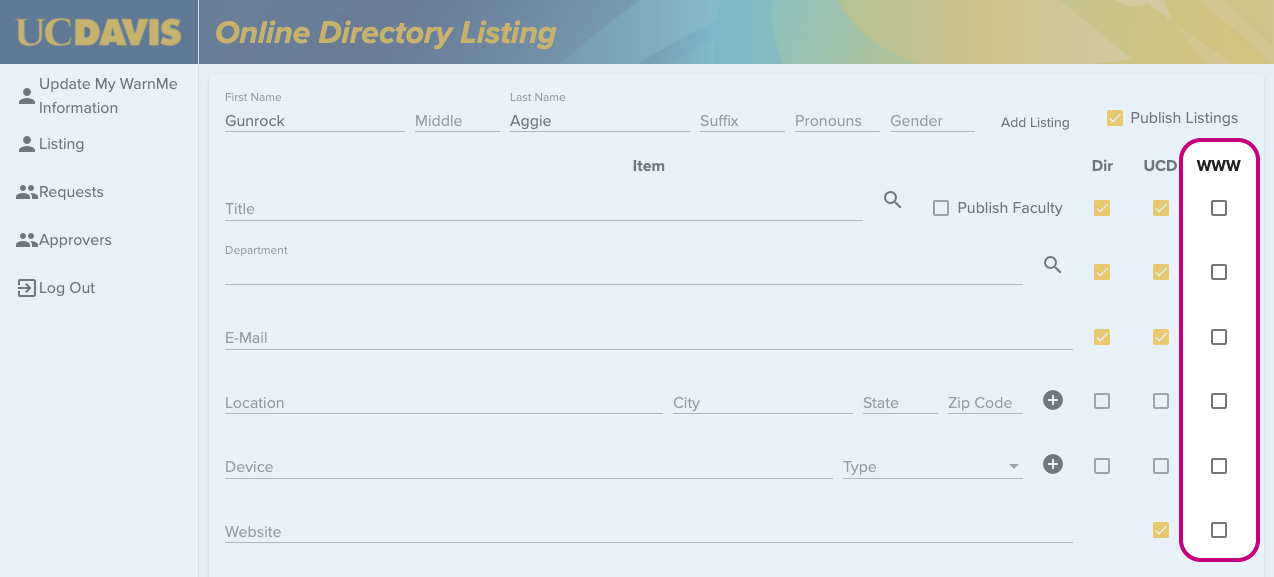 UCDAVIS
Online Directory Listing
Update My WarnMe
Information
Listing
Requests
Approvers
Log Out
First Name
Last Name
Gunrock
Middle
Aggie
Suffix
Pronouns
Gender
Add Listing
Publish Listings
Item
Dir
UCD
WWW
Title
Publish Faculty
Department
E-Mail
Location
City
State
Zip Code
Device
Type
Website